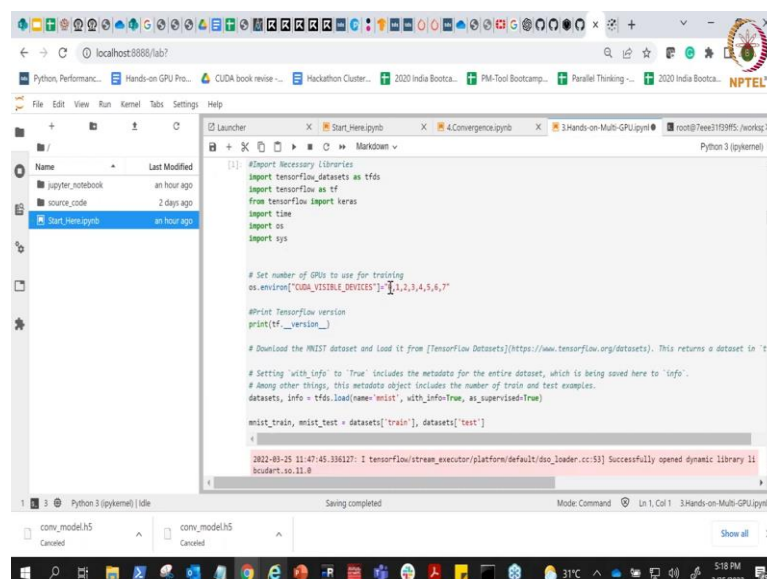 localhost:8888/lab?
Python, Performanc... Hands-on GPU Pro... CUDA book revise -... Hackathon Cluster... 2020 India Bootca... PM-Tool Bootcamp... Parallel Thinking -... 2020 India Bootca...
NPTEL
File Edit View Run Kernel Tabs Settings Help
Launcher Start_Here.ipynb 4.Convergence.ipynb 3.Hands-on-Multi-GPU.ipynl root@7eee31f39ff5: /worksp
Markdown Python 3 (ipykernel)
/
Name Last Modified
jupyter_notebook an hour ago
source_code 2 days ago
Start_Here.ipynb an hour ago
[1]: #Import Necessary Libraries
import tensorflow_datasets as tfds
import tensorflow as tf
from tensorflow import keras
import time
import os
import sys
# Set number of GPUs to use for training
os.environ["CUDA_VISIBLE_DEVICES"]="0,1,2,3,4,5,6,7"
#Print Tensorflow version
print(tf.__version__)
# Download the MNIST dataset and load it from [TensorFlow Datasets](https://www.tensorflow.org/datasets). This returns a dataset in `t
# Setting `with_info` to `True` includes the metadata for the entire dataset, which is being saved here to `info`.
# Among other things, this metadata object includes the number of train and test examples.
datasets, info = tfds.load(name='mnist', with_info=True, as_supervised=True)
mnist_train, mnist_test = datasets['train'], datasets['test']
2022-03-25 11:47:45.336127: I tensorflow/stream_executor/platform/default/dso_loader.cc:53] Successfully opened dynamic library li
bcudart.so.11.0
1 3 Python 3 (ipykernel) | Idle Saving completed Mode: Command Ln 1, Col 1 3.Hands-on-Multi-GPU.ipynl
conv_model.h5 conv_model.h5 Show all
Canceled Canceled
31°C 5:18 PM